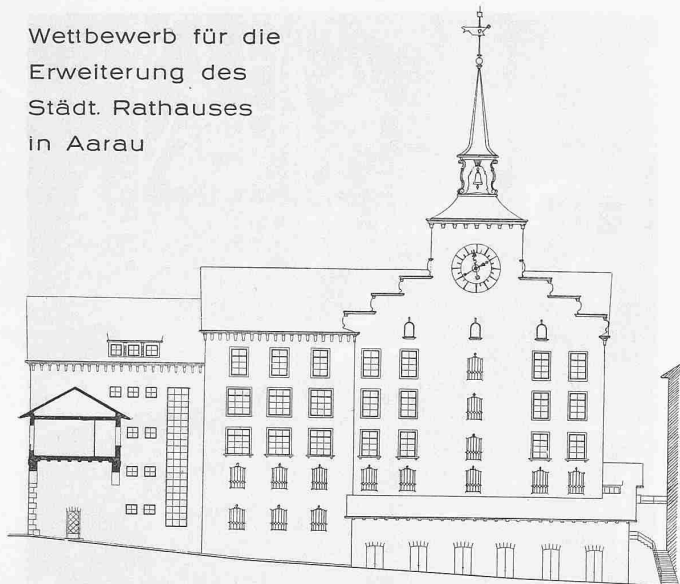 Wettbewerb für die
Erweiterung des
Städt. Rathauses
in Aarau